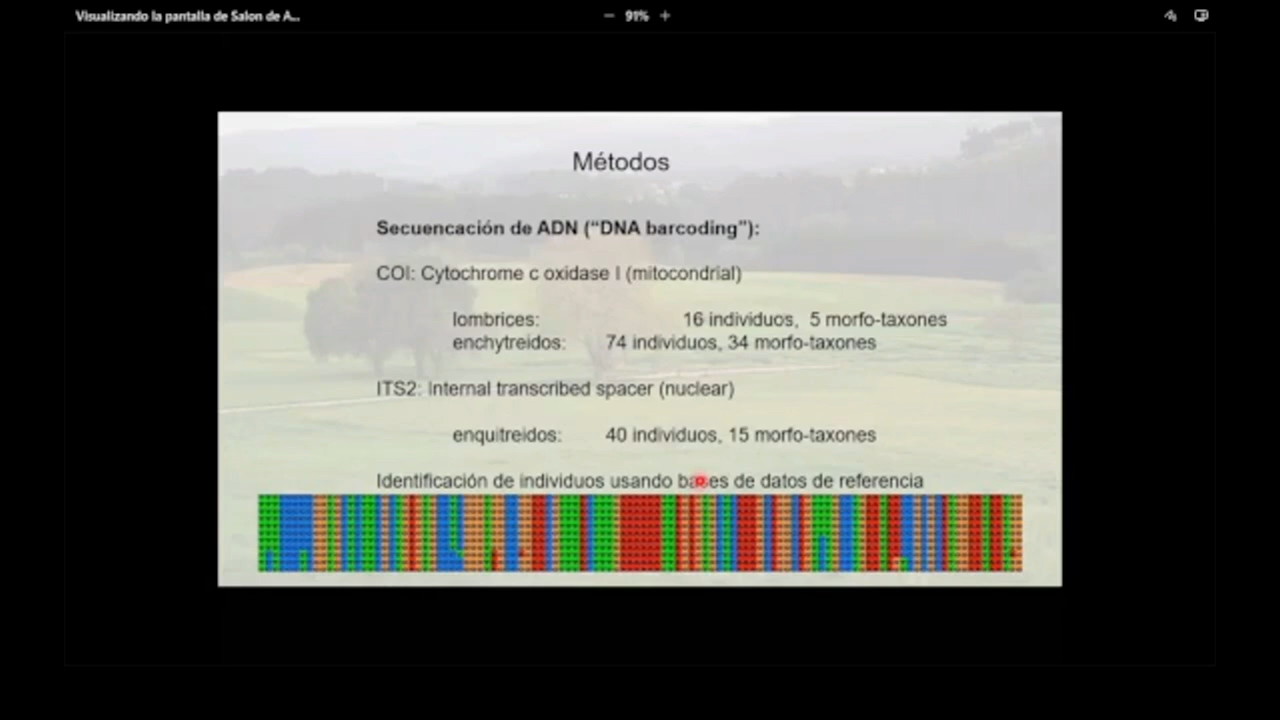 Visualizando la pantalla de Salon de A...
91%
Métodos
Secuencación de ADN (“DNA barcoding”):
COI: Cytochrome c oxidase I (mitocondrial)
lombrices: 16 individuos, 5 morfo-taxones
enchytreidos: 74 individuos, 34 morfo-taxones
ITS2: Internal transcribed spacer (nuclear)
enquitreidos: 40 individuos, 15 morfo-taxones
Identificación de individuos usando bases de datos de referencia